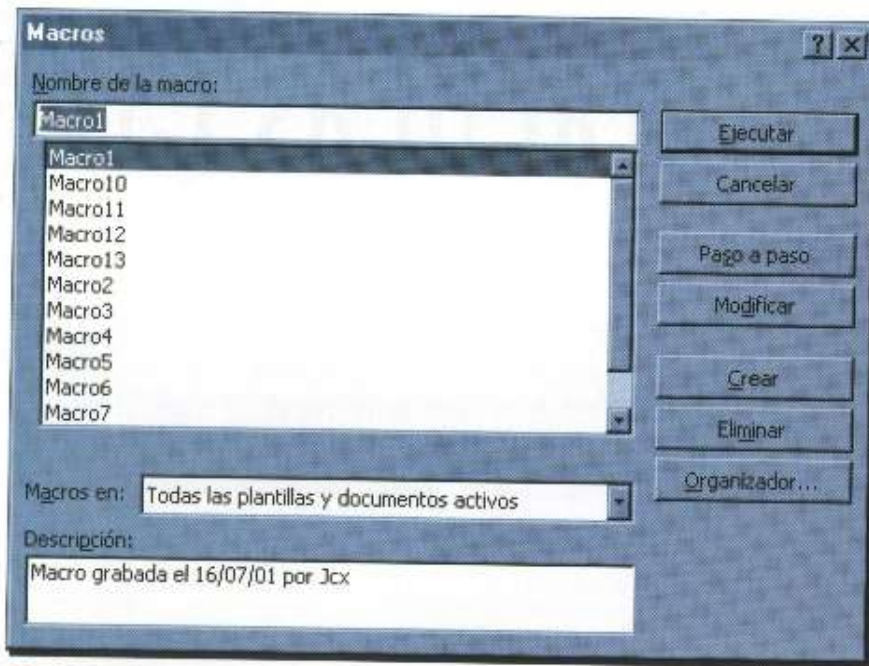 Macros
Nombre de la macro:
Macro1
Macro1
Macro10
Macro11
Macro12
Macro13
Macro2
Macro3
Macro4
Macro5
Macro6
Macro7
Ejecutar
Cancelar
Paso a paso
Modificar
Crear
Eliminar
Organizador...
Macros en:
Todas las plantillas y documentos activos
Descripción:
Macro grabada el 16/07/01 por Jcx